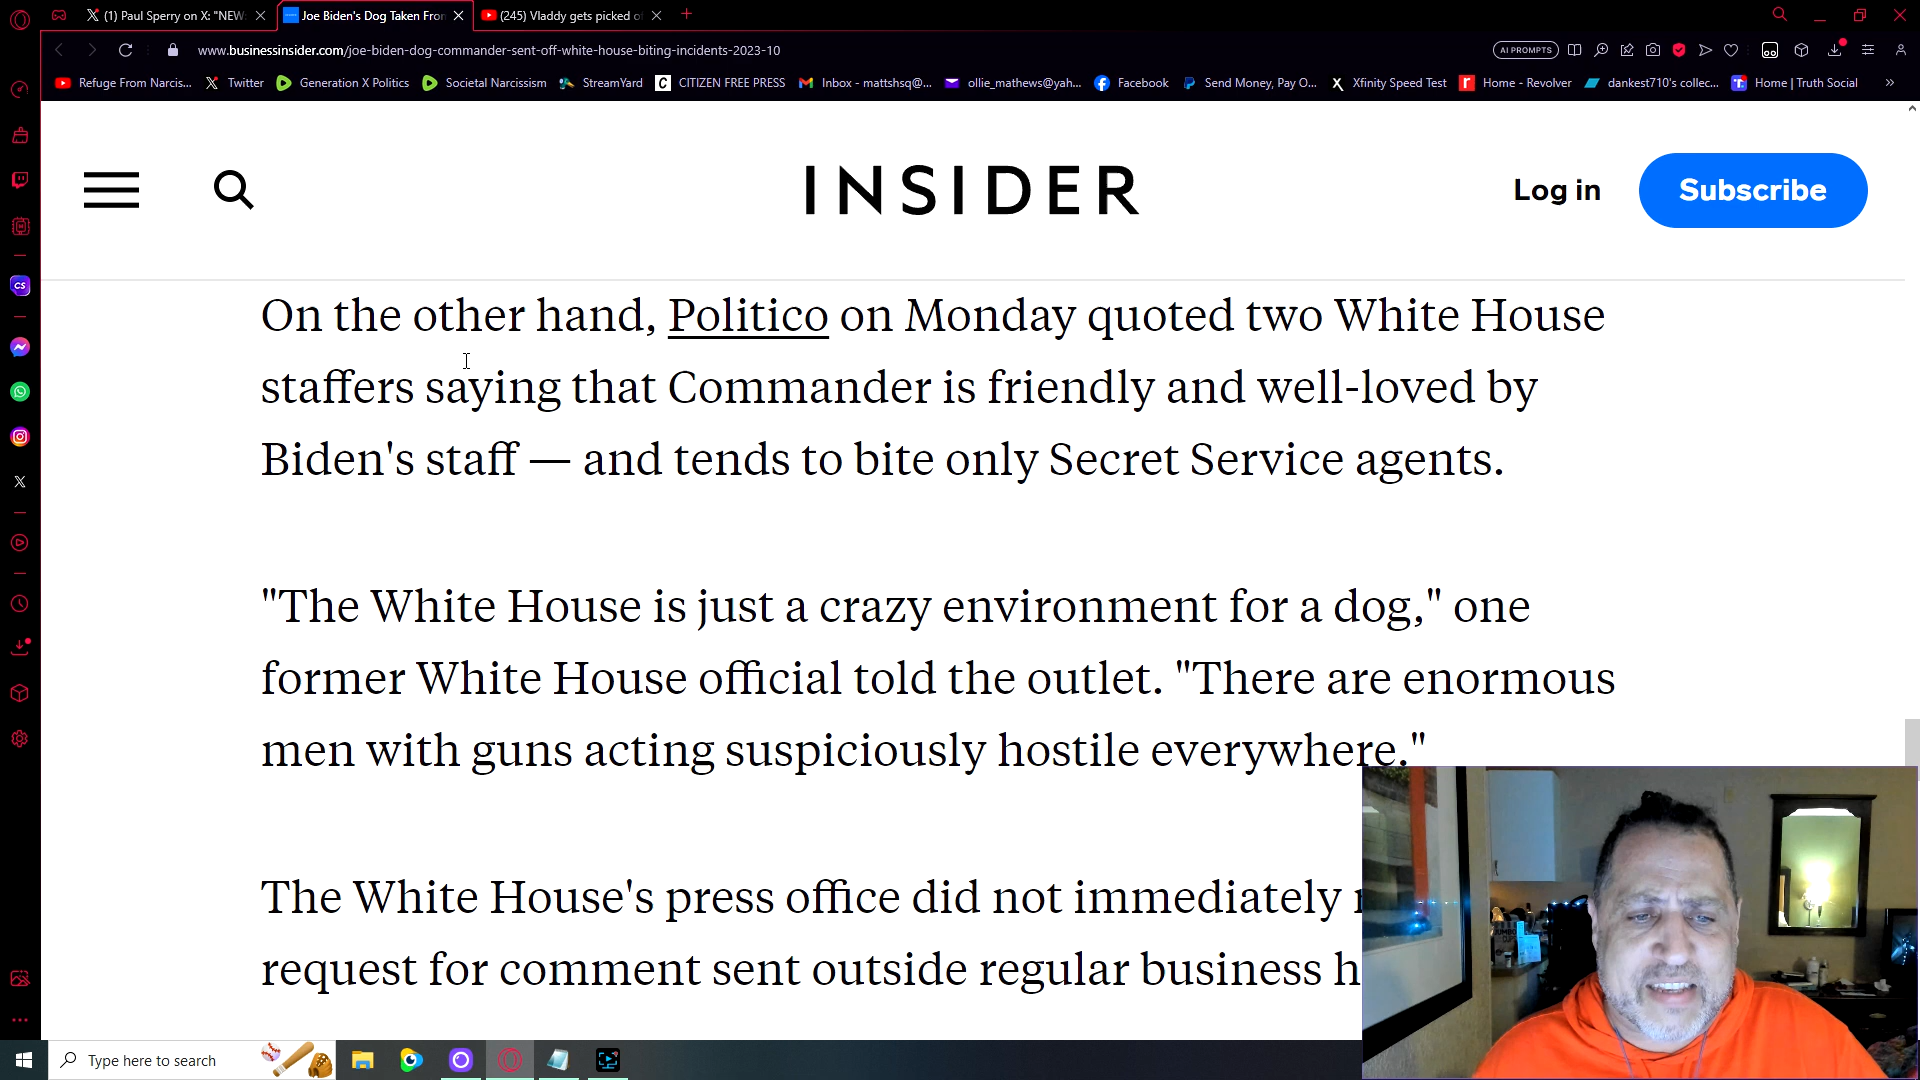 (1) Paul Sperry on X: "NEW
Joe Biden's Dog Taken Fron
(245) Vladdy gets picked o
www.businessinsider.com/joe-biden-dog-commander-sent-off-white-house-biting-incidents-2023-10
AI PROMPTS
Refuge From Narcis...
Twitter
Generation X Politics
Societal Narcissism
StreamYard
CITIZEN FREE PRESS
Inbox - mattshsq@...
ollie_mathews@yah...
Facebook
Send Money, Pay O...
Xfinity Speed Test
Home - Revolver
dankest710's collec...
Home | Truth Social
INSIDER
Log in
Subscribe
On the other hand, Politico on Monday quoted two White House
staffers saying that Commander is friendly and well-loved by
Biden's staff — and tends to bite only Secret Service agents.
"The White House is just a crazy environment for a dog," one
former White House official told the outlet. "There are enormous
men with guns acting suspiciously hostile everywhere."
The White House's press office did not immediately
request for comment sent outside regular business h
Type here to search